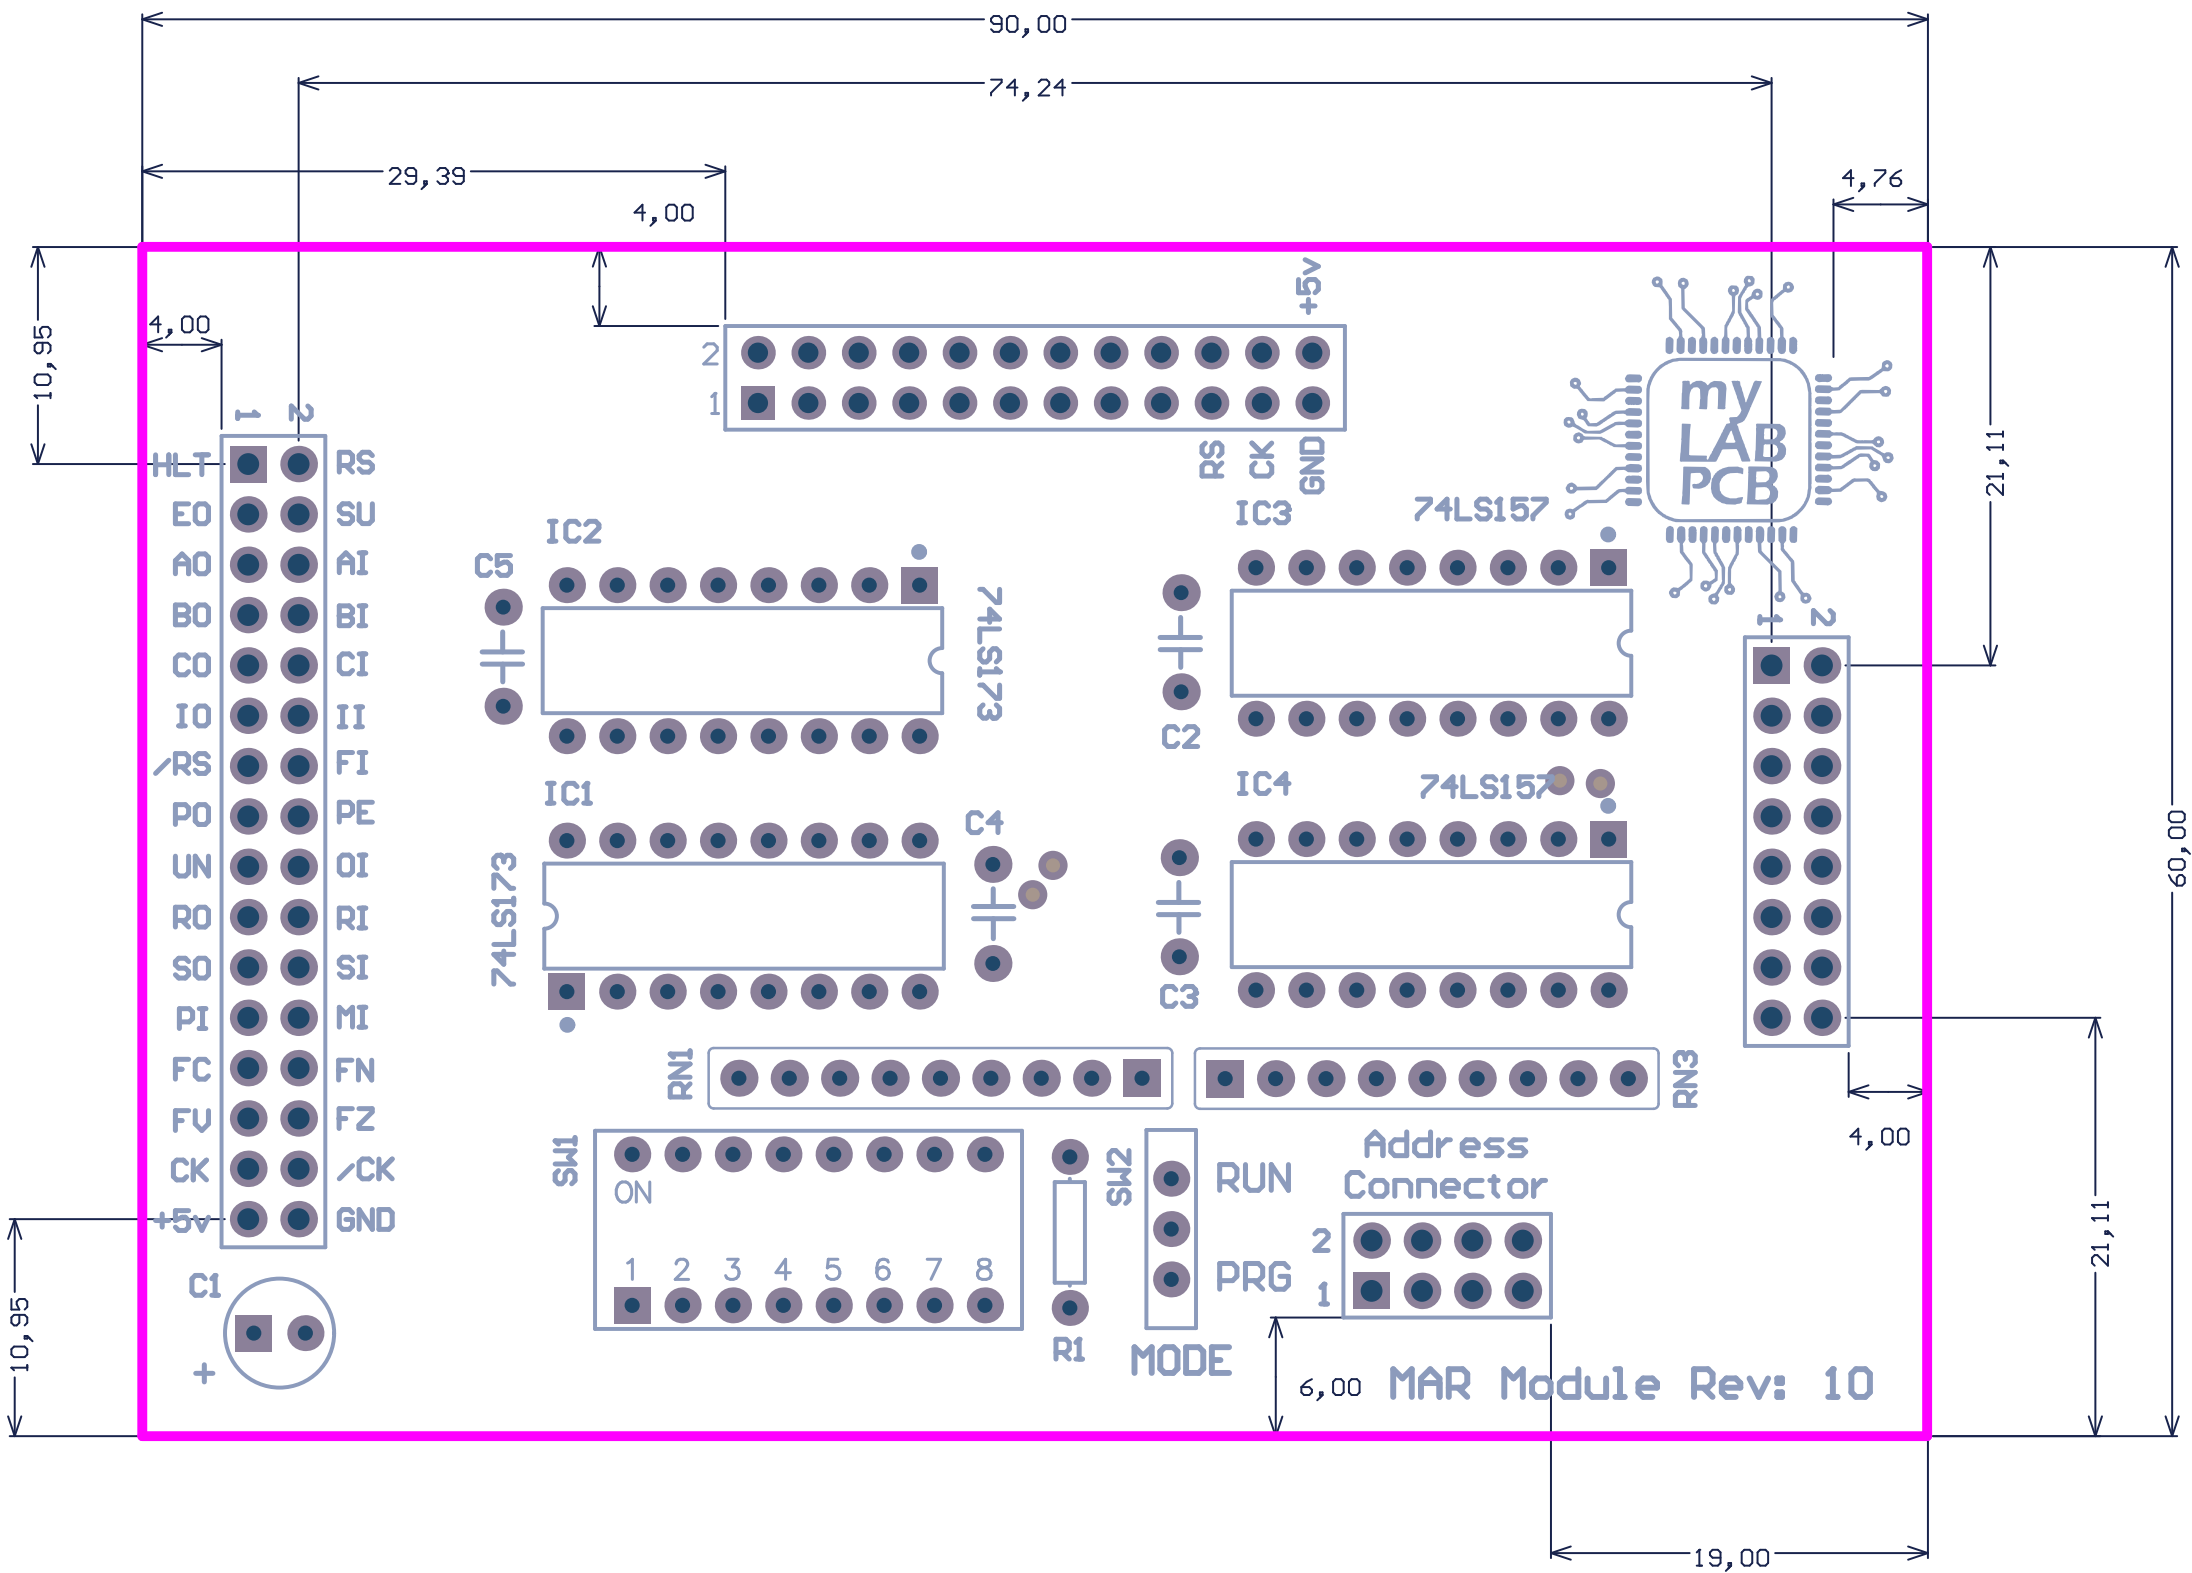 90,00
74,24
29,39
4,00
4,76
10,95
4,00
+5v
2
1
RS
CK
GND
my
LAB
PCB
21,11
60,00
1 2
HLT RS
EO SU
AO AI
BO BI
CO CI
IO II
/RS FI
PO PE
UN OI
RO RI
SO SI
PI MI
FC FN
FV FZ
CK /CK
+5v GND
IC2
C5
74LS173
IC3
74LS157
C2
1 2
IC1
74LS173
C4
IC4
74LS157
C3
RN1
RN3
4,00
SW1
ON
1 2 3 4 5 6 7 8
R1
SW2
RUN
PRG
MODE
Address
Connector
2
1
21,11
10,95
C1
+
6,00
MAR Module Rev: 10
19,00